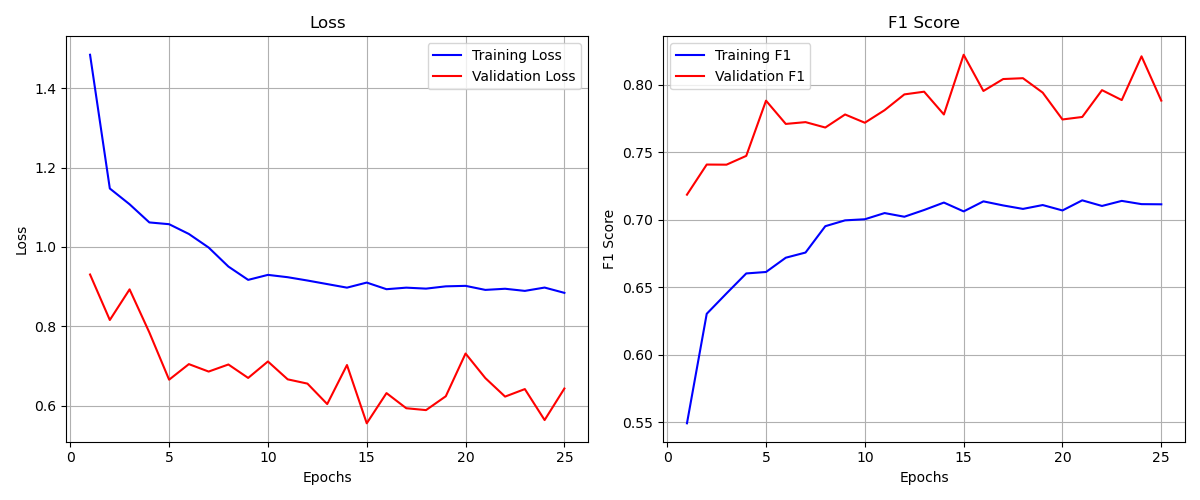 Loss
Training Loss
Validation Loss
1.4
1.2
1.0
0.8
0.6
Loss
0
5
10
15
20
25
Epochs
F1 Score
Training F1
Validation F1
0.80
0.75
0.70
0.65
0.60
0.55
F1 Score
0
5
10
15
20
25
Epochs